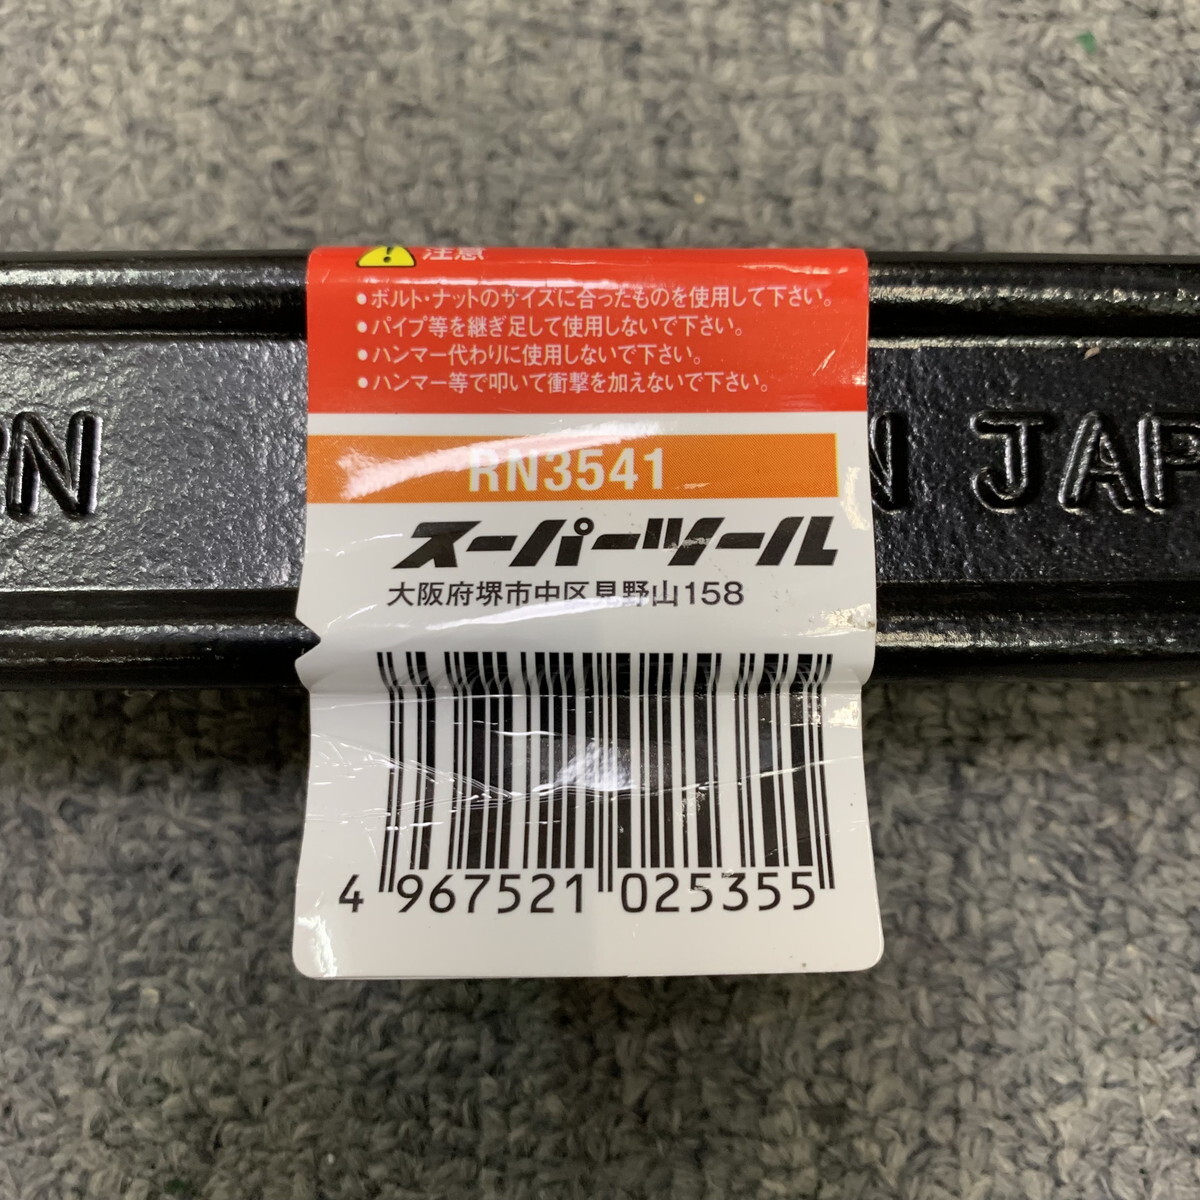 注意
●ボルト・ナットのサイズに合ったものを使用して下さい。
●パイプ等を継ぎ足して使用しないで下さい。
●ハンマー代わりに使用しないで下さい。
●ハンマー等で叩いて衝撃を加えないで下さい。
PN
N JAP
RN3541
スーパーツール
大阪府堺市中区見野山158
4 967521 025355